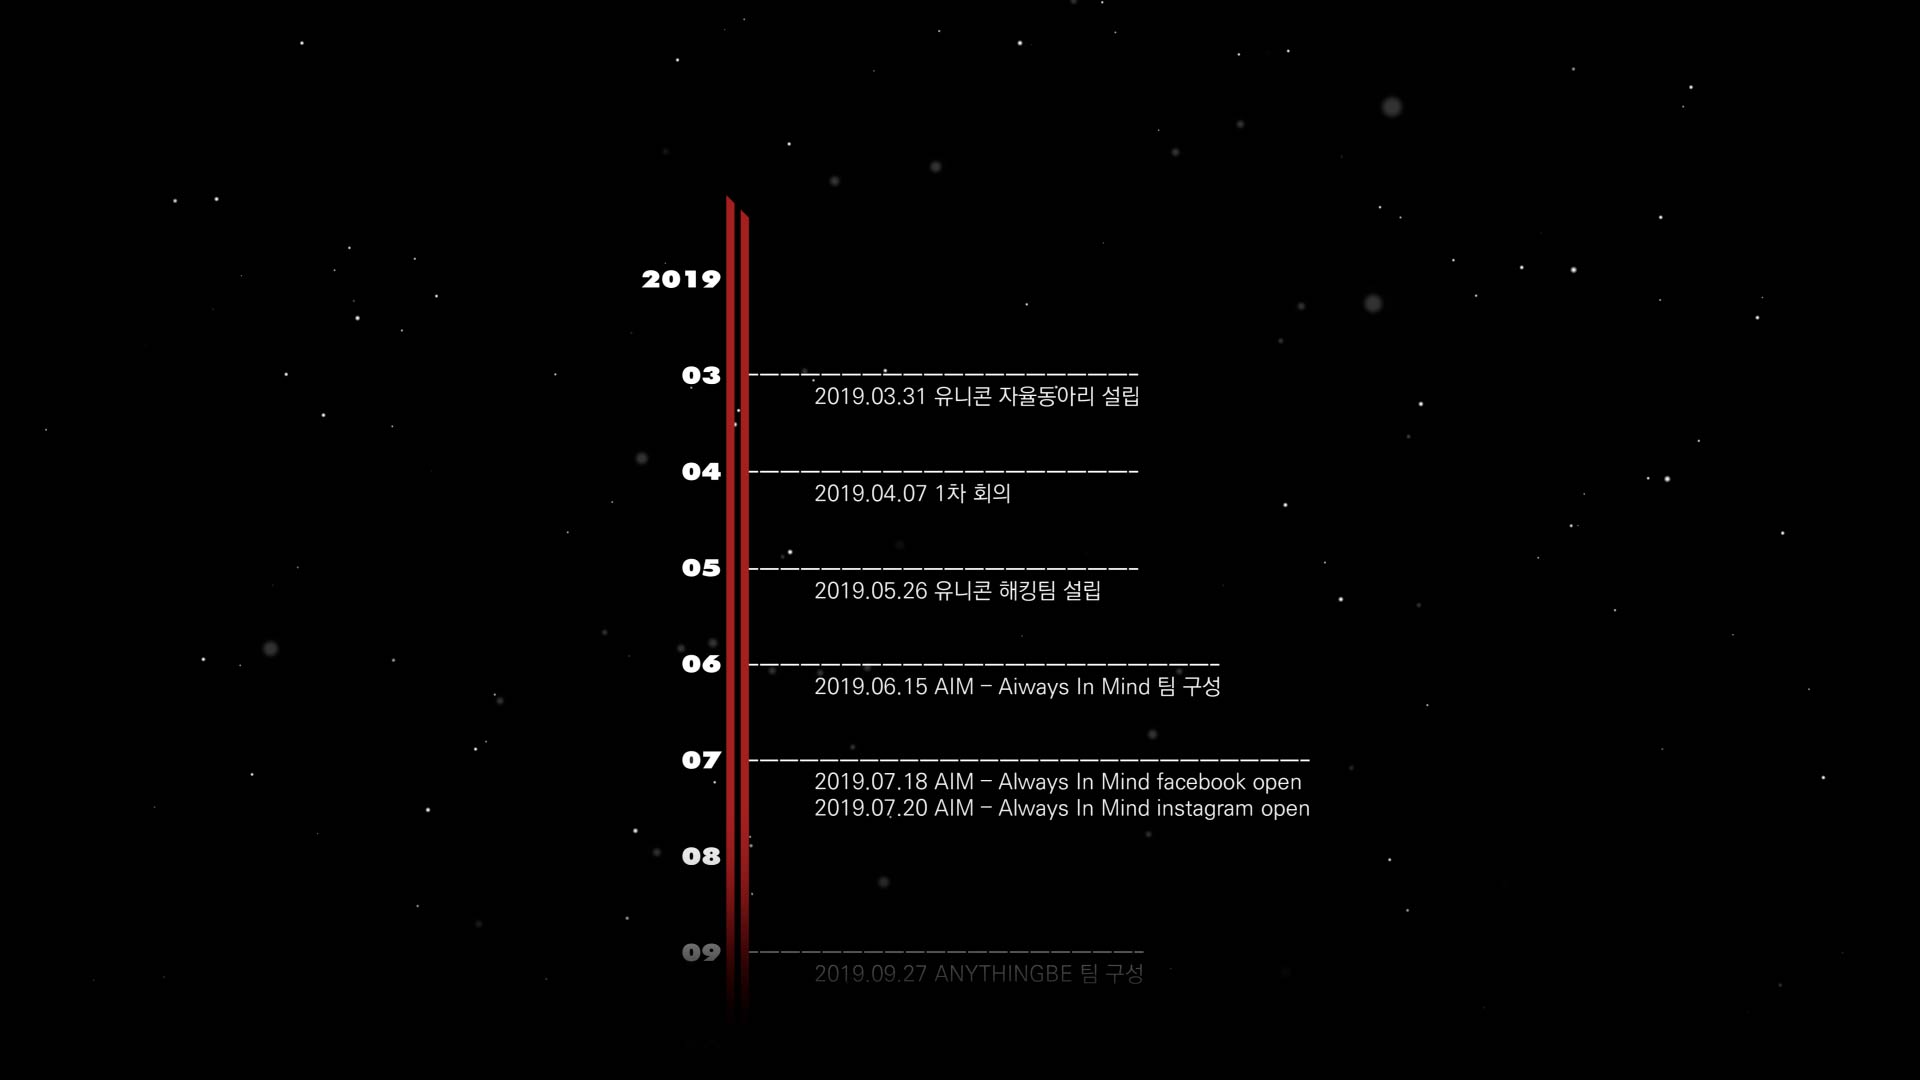 2019
03
2019.03.31 유니콘 자율동아리 설립
04
2019.04.07 1차 회의
05
2019.05.26 유니콘 해킹팀 설립
06
2019.06.15 AIM – Aiways In Mind 팀 구성
07
2019.07.18 AIM – Always In Mind facebook open
2019.07.20 AIM – Always In Mind instagram open
08
09
2019.09.27 ANYTHINGBE 팀 구성